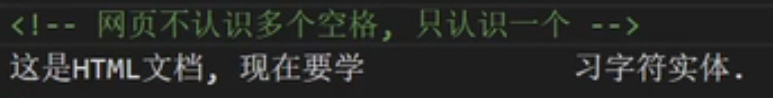 <!-- 网页不认识多个空格, 只认识一个 -->
这是HTML文档, 现在要学             习字符实体.